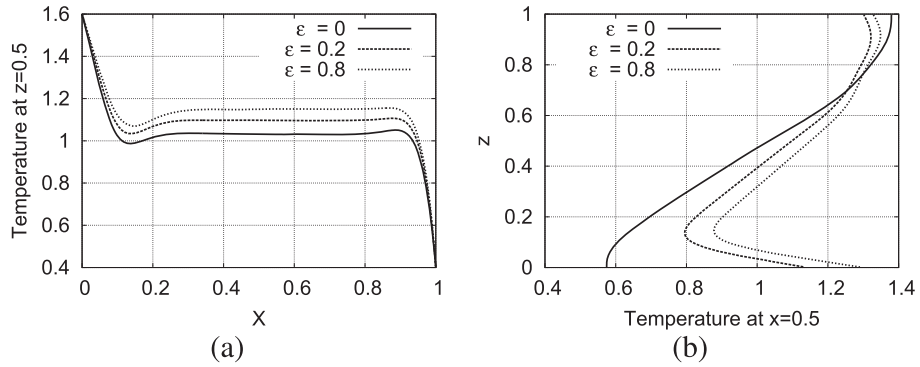 1.6
1.4
1.2
1
0.8
0.6
0.4
0
0.2
0.4
0.6
0.8
1
Temperature at z=0.5
X
ε = 0
ε = 0.2
ε = 0.8
(a)
1
0.8
0.6
0.4
0.2
0
0.4
0.6
0.8
1
1.2
1.4
z
Temperature at x=0.5
ε = 0
ε = 0.2
ε = 0.8
(b)